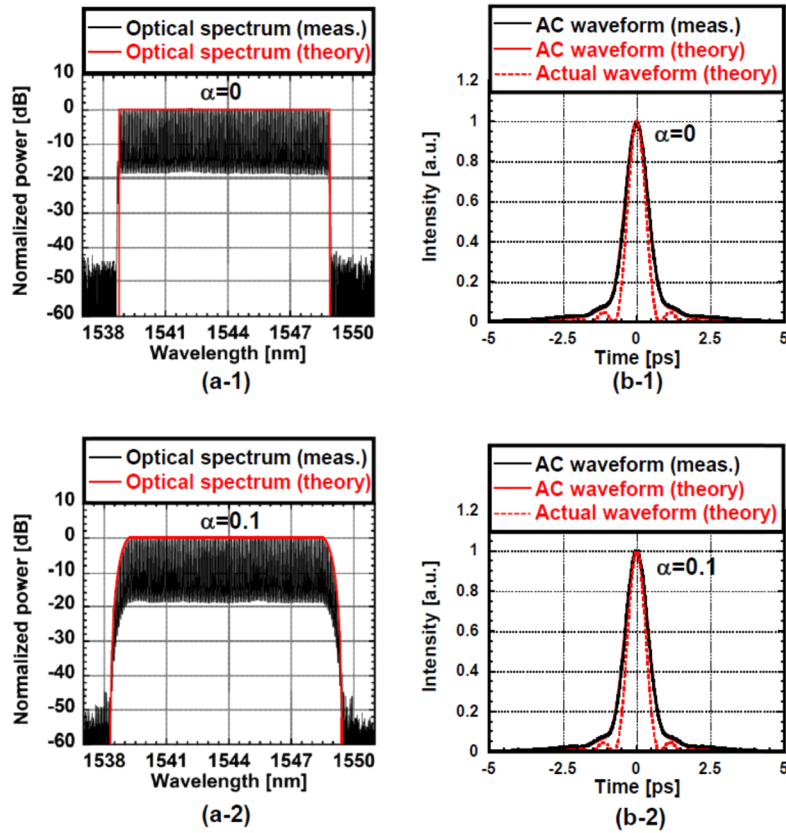 Optical spectrum (meas.)
Optical spectrum (theory)
Normalized power [dB]
10
0
-10
-20
-30
-40
-50
-60
α=0
1538 1541 1544 1547 1550
Wavelength [nm]
(a-1)
AC waveform (meas.)
AC waveform (theory)
Actual waveform (theory)
Intensity [a.u.]
1.2
1
0.8
0.6
0.4
0.2
0
α=0
-5 -2.5 0 2.5 5
Time [ps]
(b-1)
Optical spectrum (meas.)
Optical spectrum (theory)
Normalized power [dB]
10
0
-10
-20
-30
-40
-50
-60
α=0.1
1538 1541 1544 1547 1550
Wavelength [nm]
(a-2)
AC waveform (meas.)
AC waveform (theory)
Actual waveform (theory)
Intensity [a.u.]
1.2
1
0.8
0.6
0.4
0.2
0
α=0.1
-5 -2.5 0 2.5 5
Time [ps]
(b-2)